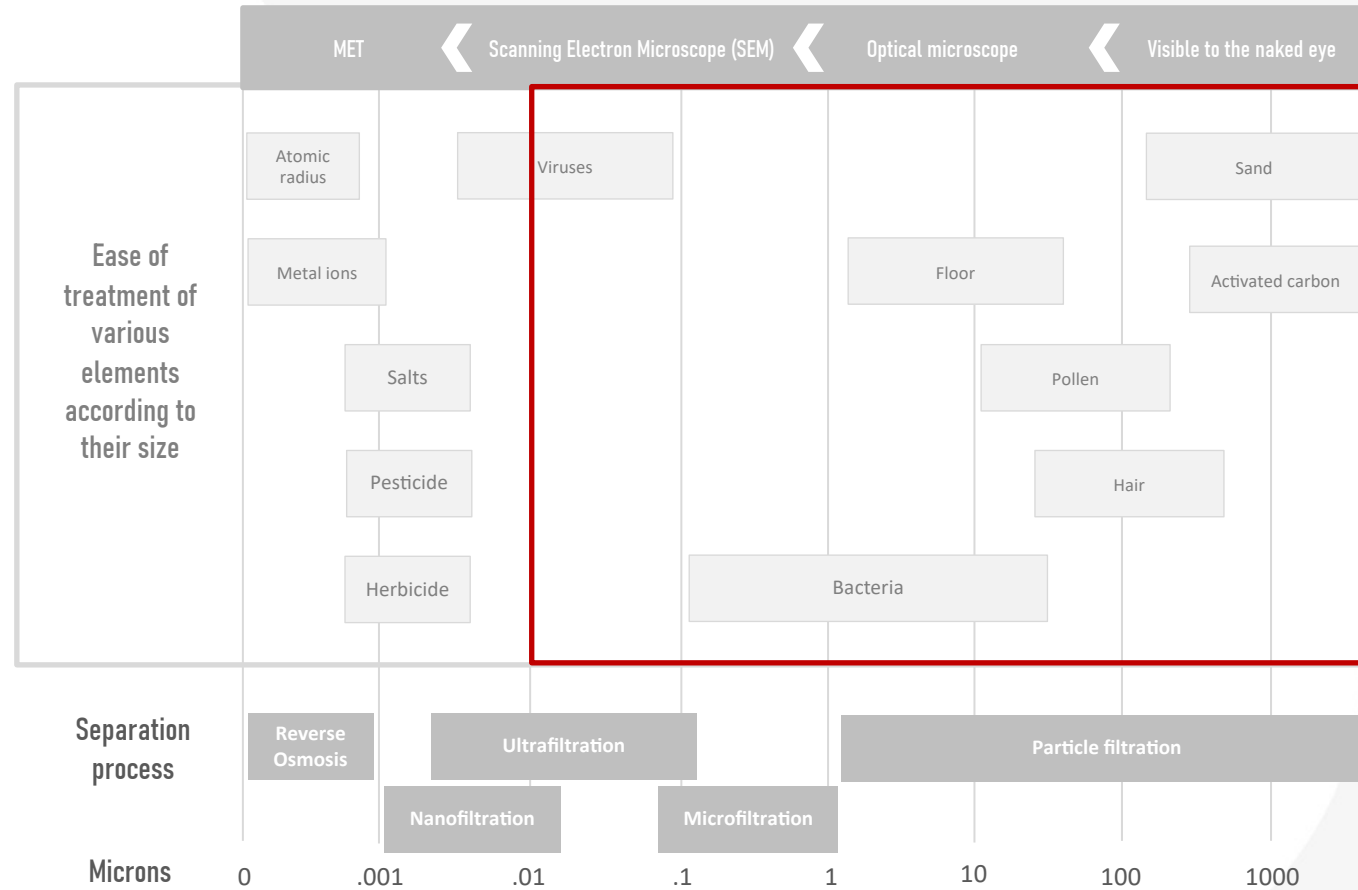 MET
Scanning Electron Microscope (SEM)
Optical microscope
Visible to the naked eye
Ease of
treatment of
various
elements
according to
their size
Atomic
radius
Viruses
Sand
Metal ions
Floor
Activated carbon
Salts
Pollen
Pesticide
Hair
Herbicide
Bacteria
Separation
process
Reverse
Osmosis
Ultrafiltration
Particle filtration
Nanofiltration
Microfiltration
Microns
0
.001
.01
.1
1
10
100
1000